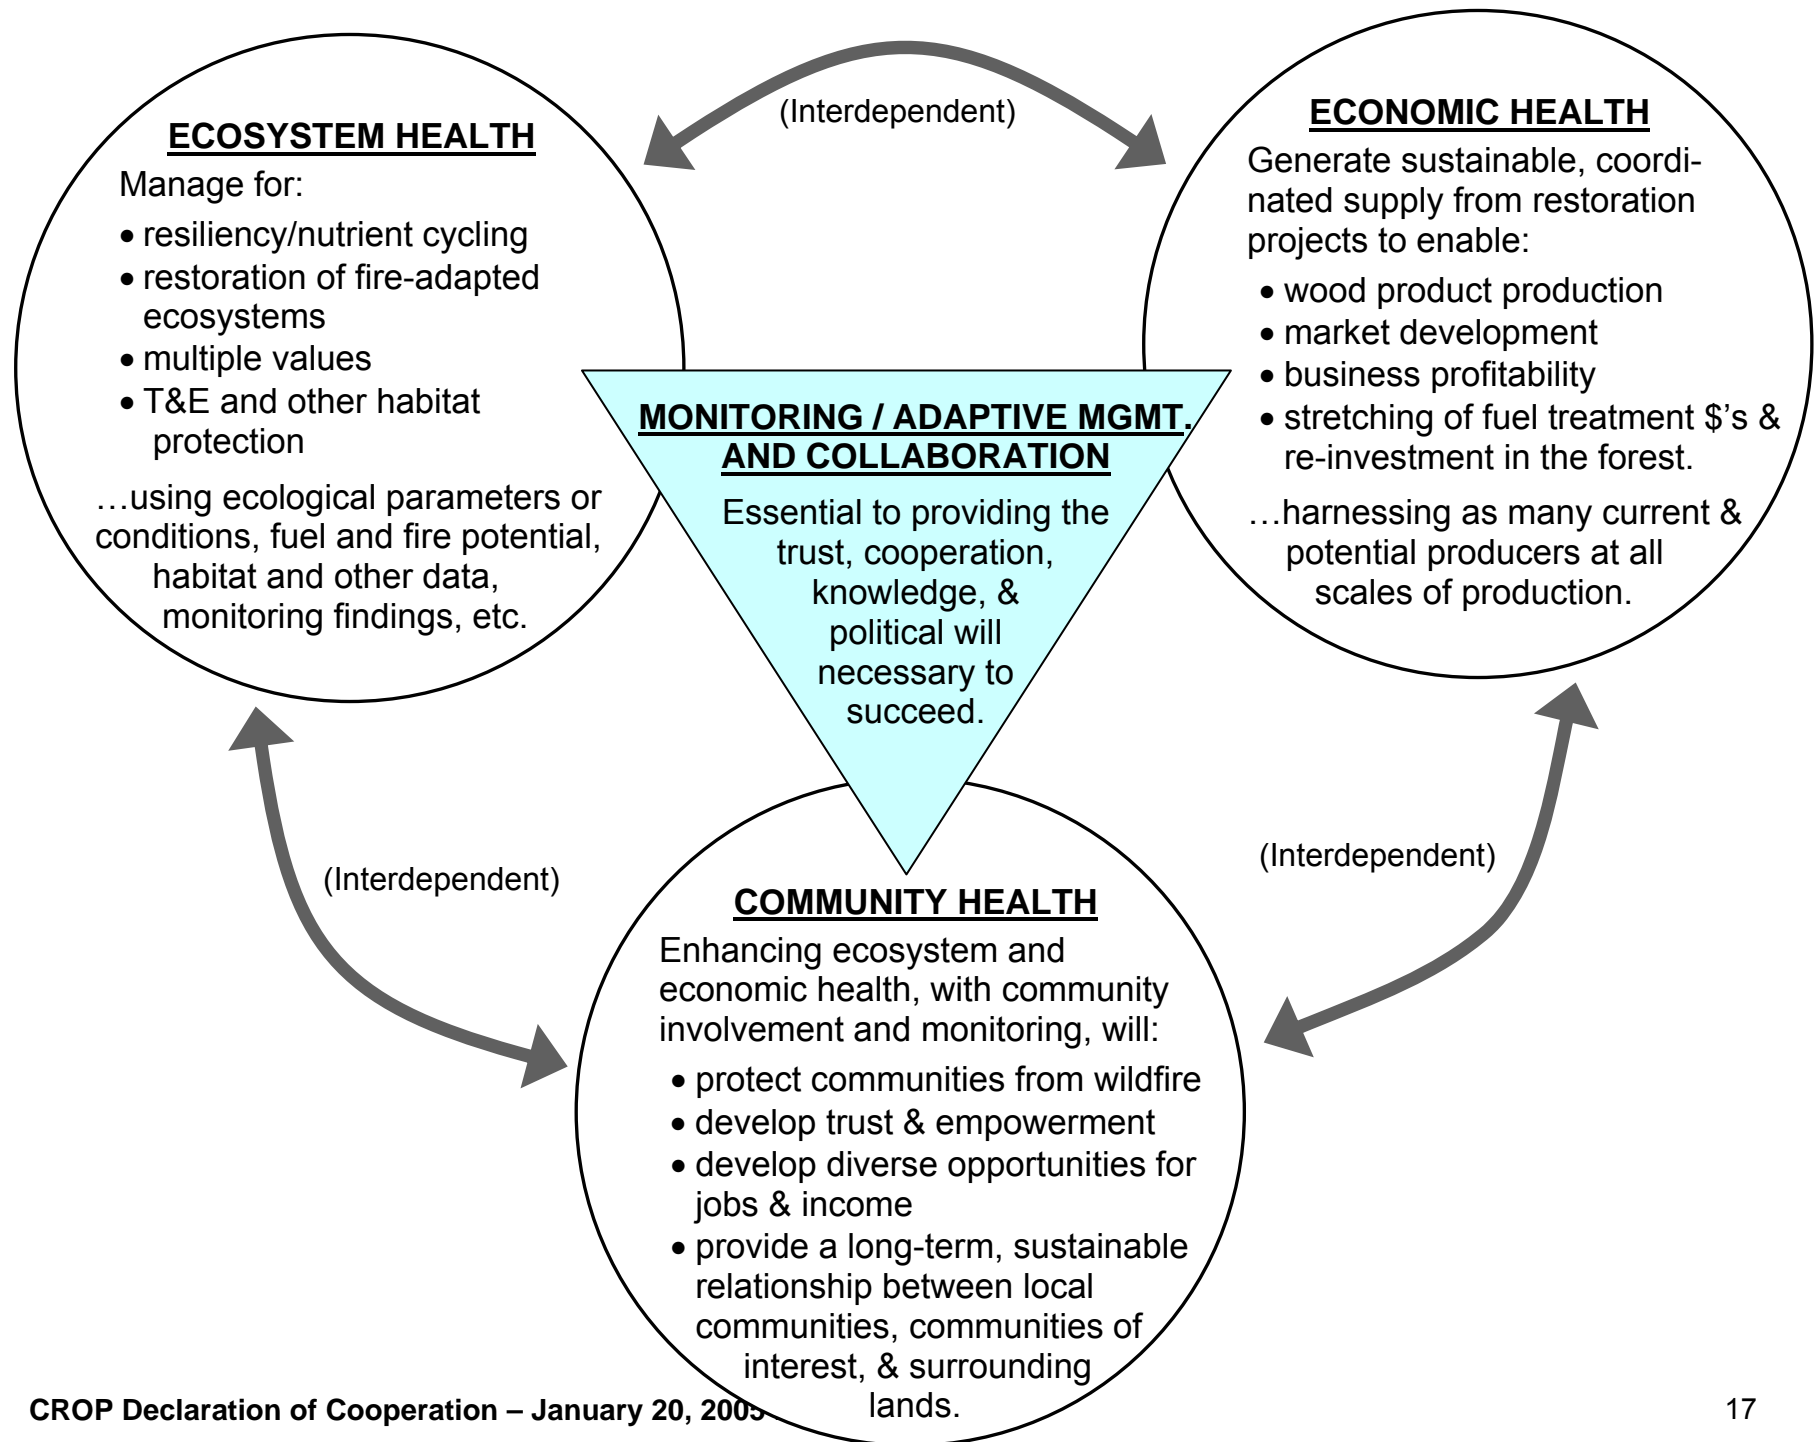 (Interdependent)
ECOSYSTEM HEALTH
Manage for:
• resiliency/nutrient cycling
• restoration of fire-adapted
ecosystems
• multiple values
• T&E and other habitat
protection
…using ecological parameters or
conditions, fuel and fire potential,
habitat and other data,
monitoring findings, etc.
ECONOMIC HEALTH
Generate sustainable, coordi-
nated supply from restoration
projects to enable:
• wood product production
• market development
• business profitability
• stretching of fuel treatment $’s &
re-investment in the forest.
…harnessing as many current &
potential producers at all
scales of production.
MONITORING / ADAPTIVE MGMT.
AND COLLABORATION
Essential to providing the
trust, cooperation,
knowledge, &
political will
necessary to
succeed.
(Interdependent)
(Interdependent)
COMMUNITY HEALTH
Enhancing ecosystem and
economic health, with community
involvement and monitoring, will:
• protect communities from wildfire
• develop trust & empowerment
• develop diverse opportunities for
jobs & income
• provide a long-term, sustainable
relationship between local
communities, communities of
interest, & surrounding
lands.
CROP Declaration of Cooperation – January 20, 2005
17